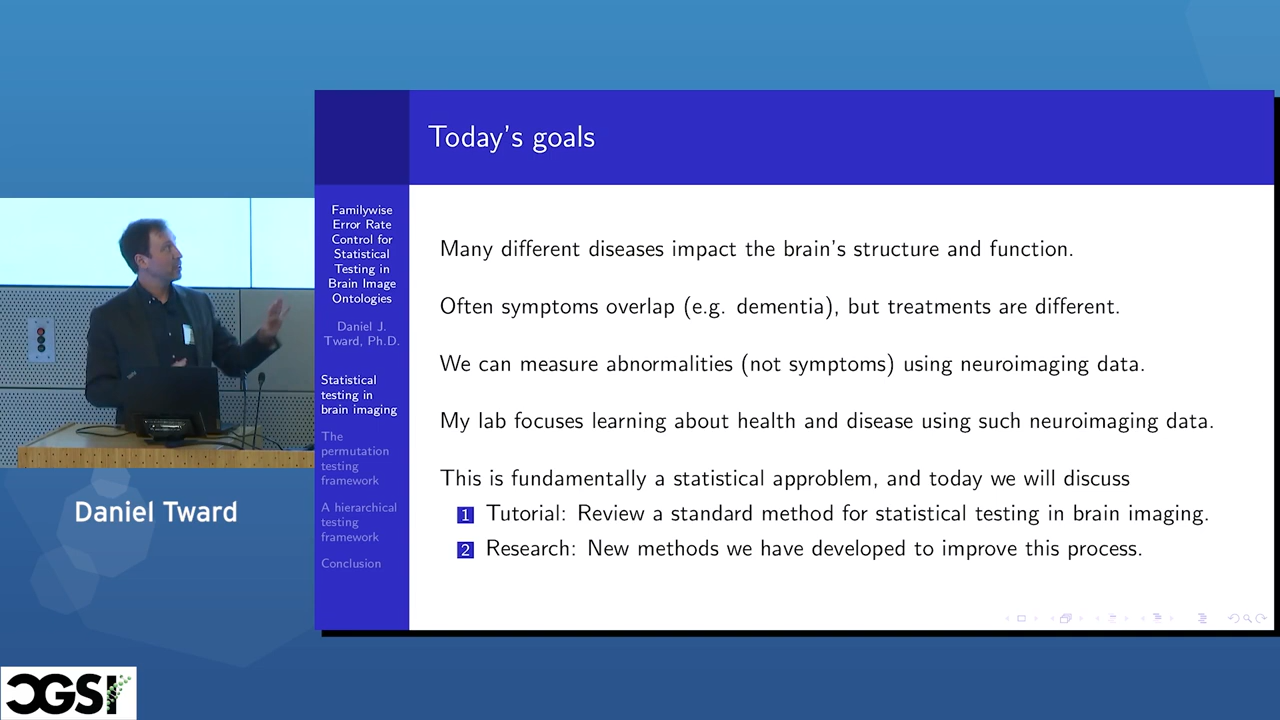 Today's goals
Familywise
Error Rate
Control for
Statistical
Testing in
Brain Image
Ontologies
Daniel J.
Tward, Ph.D.
Statistical
testing in
brain imaging
The
permutation
testing
framework
A hierarchical
testing
framework
Conclusion
Many different diseases impact the brain's structure and function.
Often symptoms overlap (e.g. dementia), but treatments are different.
We can measure abnormalities (not symptoms) using neuroimaging data.
My lab focuses learning about health and disease using such neuroimaging data.
This is fundamentally a statistical approblem, and today we will discuss
1 Tutorial: Review a standard method for statistical testing in brain imaging.
2 Research: New methods we have developed to improve this process.
Daniel Tward
CGSI